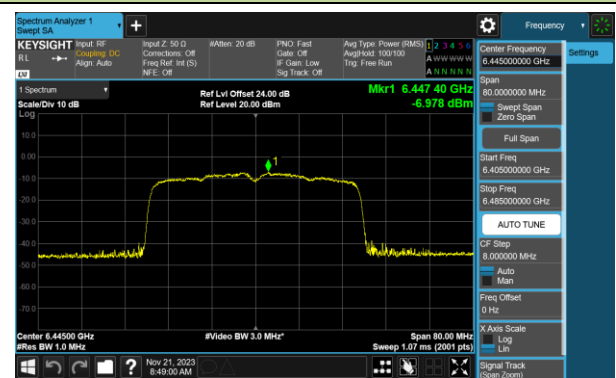 Spectrum Analyzer 1
Swept SA
Frequency
KEYSIGHT
RL
Input: RF
Coupling: DC
Align: Auto
Input Z: 50 Ω
Corrections: Off
Freq Ref: Int (S)
NFE: Off
#Atten: 20 dB
PNO: Fast
Gate: Off
IF Gain: Low
Sig Track: Off
Avg Type: Power (RMS)
Avg|Hold: 100/100
Trig: Free Run
1 2 3 4 5 6
A W W W W W
A N N N N N
1 Spectrum
Scale/Div 10 dB
Log
Ref Lvl Offset 24.00 dB
Ref Level 20.00 dBm
Mkr1 6.447 40 GHz
-6.978 dBm
10.0
0.00
-10.0
-20.0
-30.0
-40.0
-50.0
-60.0
-70.0
1
Center 6.44500 GHz
#Res BW 1.0 MHz
#Video BW 3.0 MHz*
Span 80.00 MHz
Sweep 1.07 ms (2001 pts)
Nov 21, 2023
8:49:00 AM
Center Frequency
6.445000000 GHz
Settings
Span
80.0000000 MHz
Swept Span
Zero Span
Full Span
Start Freq
6.405000000 GHz
Stop Freq
6.485000000 GHz
AUTO TUNE
CF Step
8.000000 MHz
Auto
Man
Freq Offset
0 Hz
X Axis Scale
Log
Lin
Signal Track
(Span Zoom)